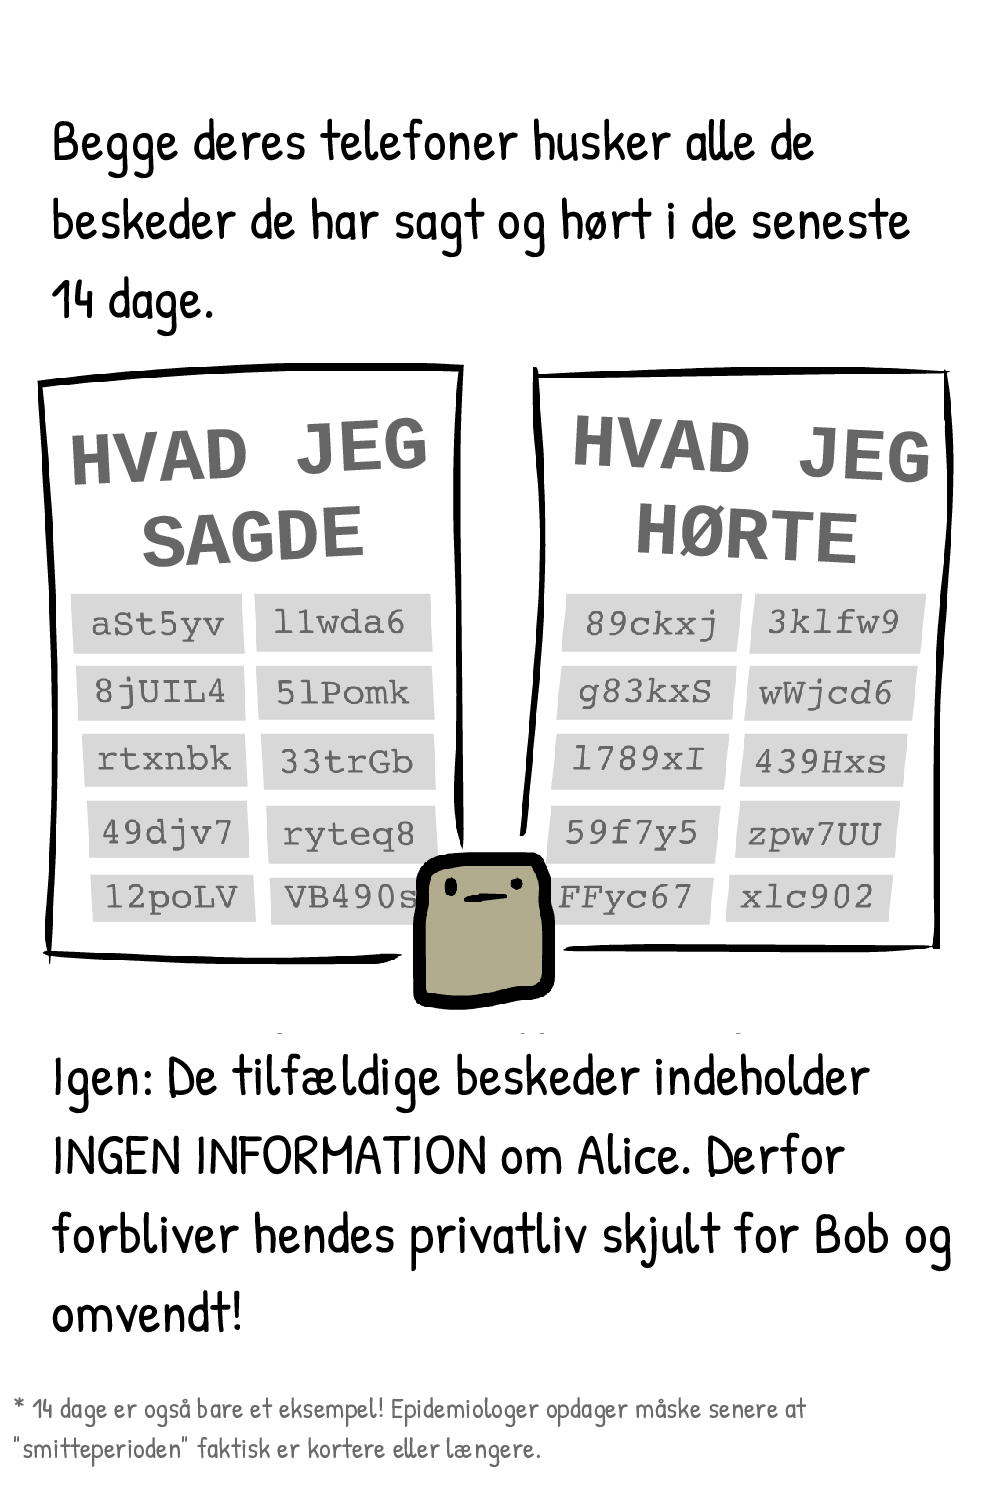 Begge deres telefoner husker alle de
beskeder de har sagt og hørt i de seneste
14 dage.
HVAD JEG
SAGDE
aSt5yv l1wda6
8jUIL4 5lPomk
rtxnbk 33trGb
49djv7 ryteq8
12poLV VB490s
HVAD JEG
HØRTE
89ckxj 3klfw9
g83kxS wWjcd6
l789xI 439Hxs
59f7y5 zpw7UU
FFyc67 xlc902
Igen: De tilfældige beskeder indeholder
INGEN INFORMATION om Alice. Derfor
forbliver hendes privatliv skjult for Bob og
omvendt!
* 14 dage er også bare et eksempel! Epidemiologer opdager måske senere at
"smitteperioden" faktisk er kortere eller længere.